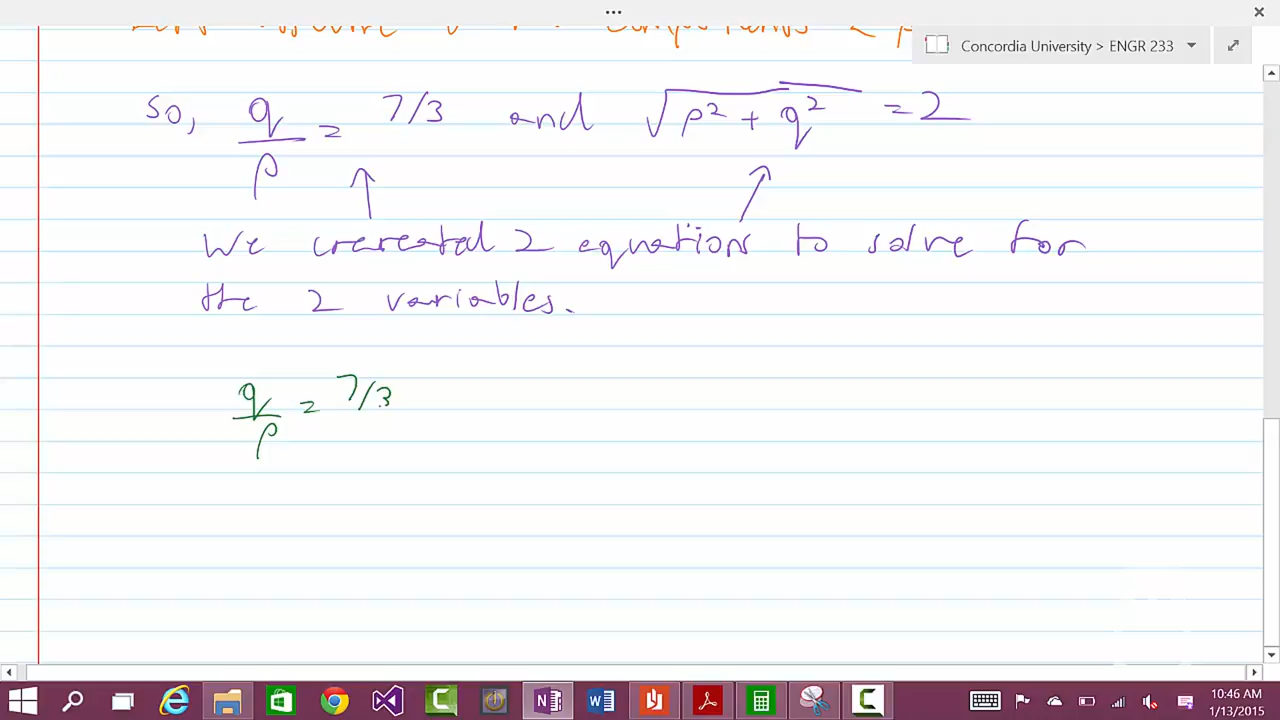 Concordia University > ENGR 233
so, q/p = 7/3 and √p² + q² = 2
We crereated 2 equations to solve for
the 2 variables.
q/p = 7/3
10:46 AM
1/13/2015